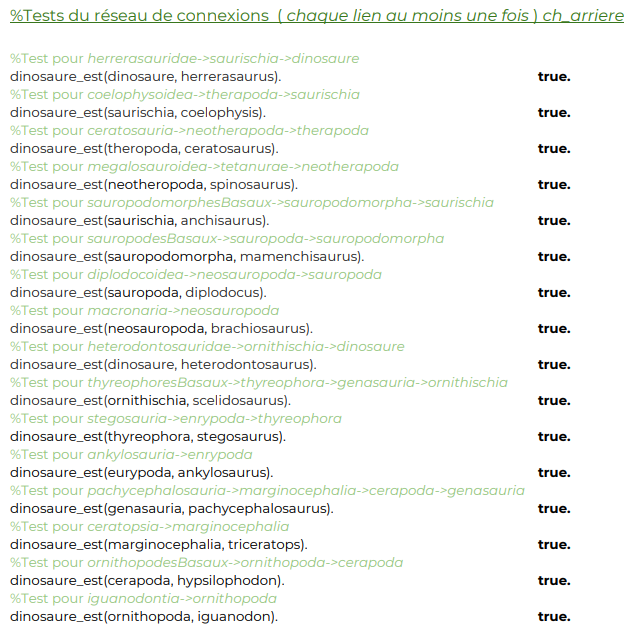 %Tests du réseau de connexions ( chaque lien au moins une fois ) ch_arriere
%Test pour herrerasauridae->saurischia->dinosaure
dinosaure_est(dinosaure, herrerasaurus). true.
%Test pour coelophysoidea->therapoda->saurischia
dinosaure_est(saurischia, coelophysis). true.
%Test pour ceratosauria->neotherapoda->therapoda
dinosaure_est(theropoda, ceratosaurus). true.
%Test pour megalosauroidea->tetanurae->neotherapoda
dinosaure_est(neotheropoda, spinosaurus). true.
%Test pour sauropodomorphesBasaux->sauropodomorpha->saurischia
dinosaure_est(saurischia, anchisaurus). true.
%Test pour sauropodesBasaux->sauropoda->sauropodomorpha
dinosaure_est(sauropodomorpha, mamenchisaurus). true.
%Test pour diplodocoidea->neosauropoda->sauropoda
dinosaure_est(sauropoda, diplodocus). true.
%Test pour macronaria->neosauropoda
dinosaure_est(neosauropoda, brachiosaurus). true.
%Test pour heterodontosauridae->ornithischia->dinosaure
dinosaure_est(dinosaure, heterodontosaurus). true.
%Test pour thyreophoresBasaux->thyreophora->genasauria->ornithischia
dinosaure_est(ornithischia, scelidosaurus). true.
%Test pour stegosauria->enrypoda->thyreophora
dinosaure_est(thyreophora, stegosaurus). true.
%Test pour ankylosauria->enrypoda
dinosaure_est(eurypoda, ankylosaurus). true.
%Test pour pachycephalosauria->marginocephalia->cerapoda->genasauria
dinosaure_est(genasauria, pachycephalosaurus). true.
%Test pour ceratopsia->marginocephalia
dinosaure_est(marginocephalia, triceratops). true.
%Test pour ornithopodesBasaux->ornithopoda->cerapoda
dinosaure_est(cerapoda, hypsilophodon). true.
%Test pour iguanodontia->ornithopoda
dinosaure_est(ornithopoda, iguanodon). true.